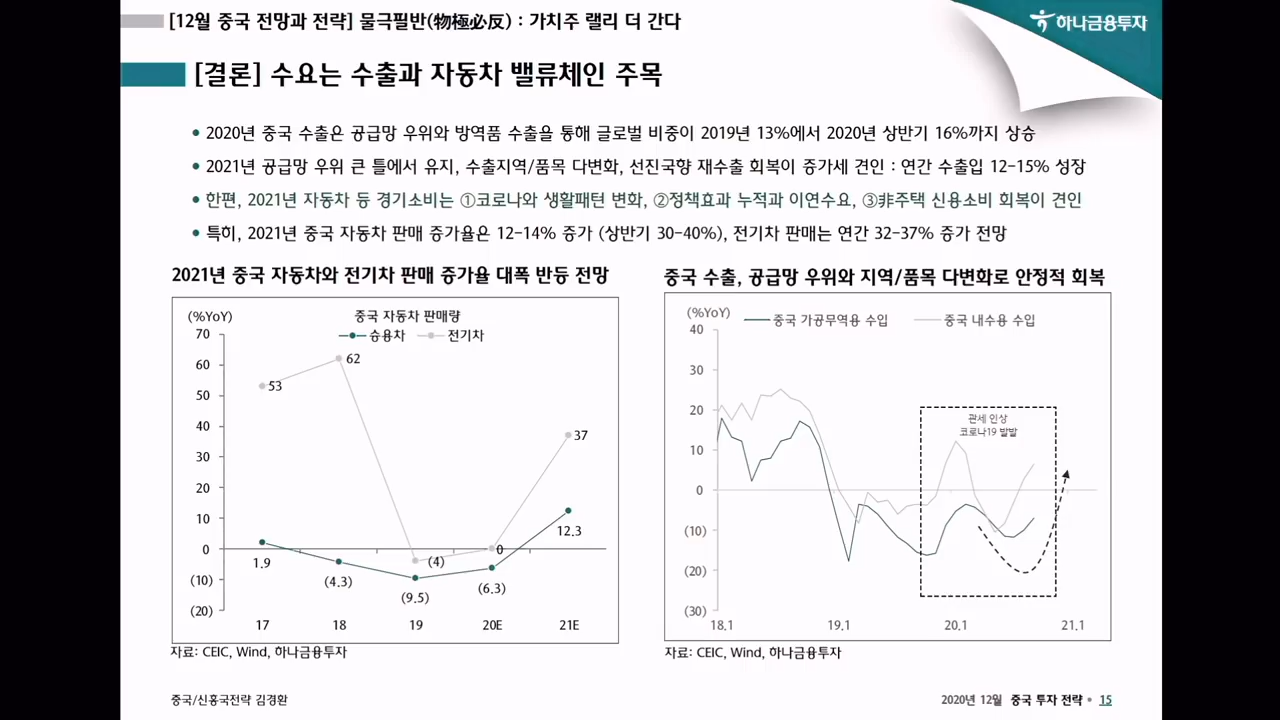 [12월 중국 전망과 전략] 물극필반(物極必反) : 가치주 랠리 더 간다
하나금융투자
[결론] 수요는 수출과 자동차 밸류체인 주목
• 2020년 중국 수출은 공급망 우위와 방역품 수출을 통해 글로벌 비중이 2019년 13%에서 2020년 상반기 16%까지 상승
• 2021년 공급망 우위 큰 틀에서 유지, 수출지역/품목 다변화, 선진국향 재수출 회복이 증가세 견인 : 연간 수출입 12-15% 성장
• 한편, 2021년 자동차 등 경기소비는 ①코로나와 생활패턴 변화, ②정책효과 누적과 이연수요, ③非주택 신용소비 회복이 견인
• 특히, 2021년 중국 자동차 판매 증가율은 12-14% 증가 (상반기 30-40%), 전기차 판매는 연간 32-37% 증가 전망
2021년 중국 자동차와 전기차 판매 증가율 대폭 반등 전망
(%YoY)
중국 자동차 판매량
승용차 전기차
70
60
50
40
30
20
10
0
(10)
(20)
53
62
(4)
0
37
1.9
(4.3)
(9.5)
(6.3)
12.3
17 18 19 20E 21E
자료: CEIC, Wind, 하나금융투자
중국 수출, 공급망 우위와 지역/품목 다변화로 안정적 회복
(%YoY)
중국 가공무역용 수입 중국 내수용 수입
40
30
20
10
0
(10)
(20)
(30)
관세 인상
코로나19 발발
18.1 19.1 20.1 21.1
자료: CEIC, Wind, 하나금융투자
중국/신흥국전략 김경환
2020년 12월 중국 투자 전략 • 15